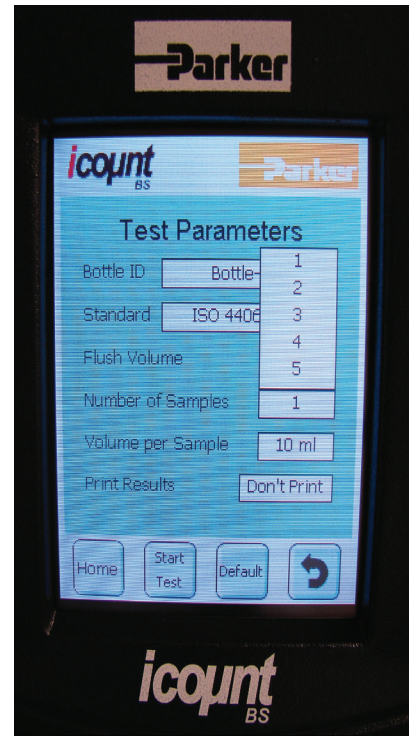 Parker
icount
BS
Parker
Test Parameters
Bottle ID Bottle-
1
2
Standard ISO 4406
3
4
Flush Volume
5
Number of Samples 1
Volume per Sample 10 ml
Print Results Don't Print
Home Start Test Default
icount
BS